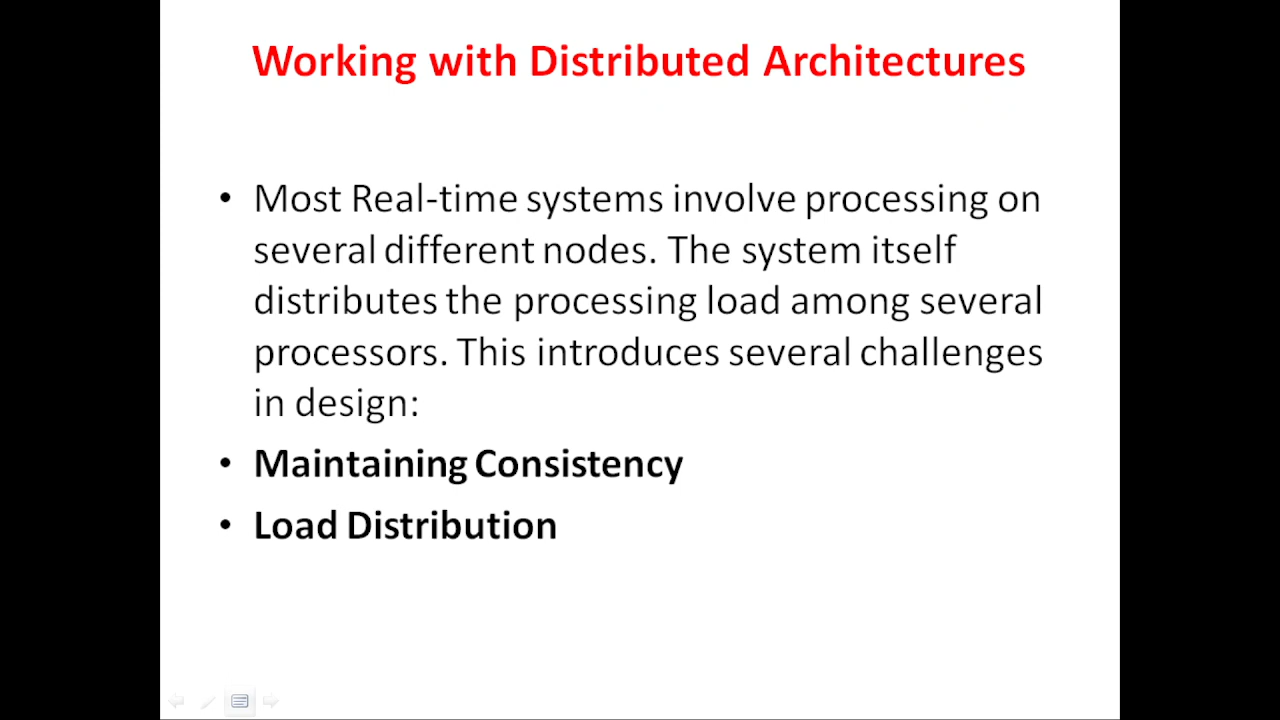 Working with Distributed Architectures
• Most Real-time systems involve processing on
several different nodes. The system itself
distributes the processing load among several
processors. This introduces several challenges
in design:
• Maintaining Consistency
• Load Distribution